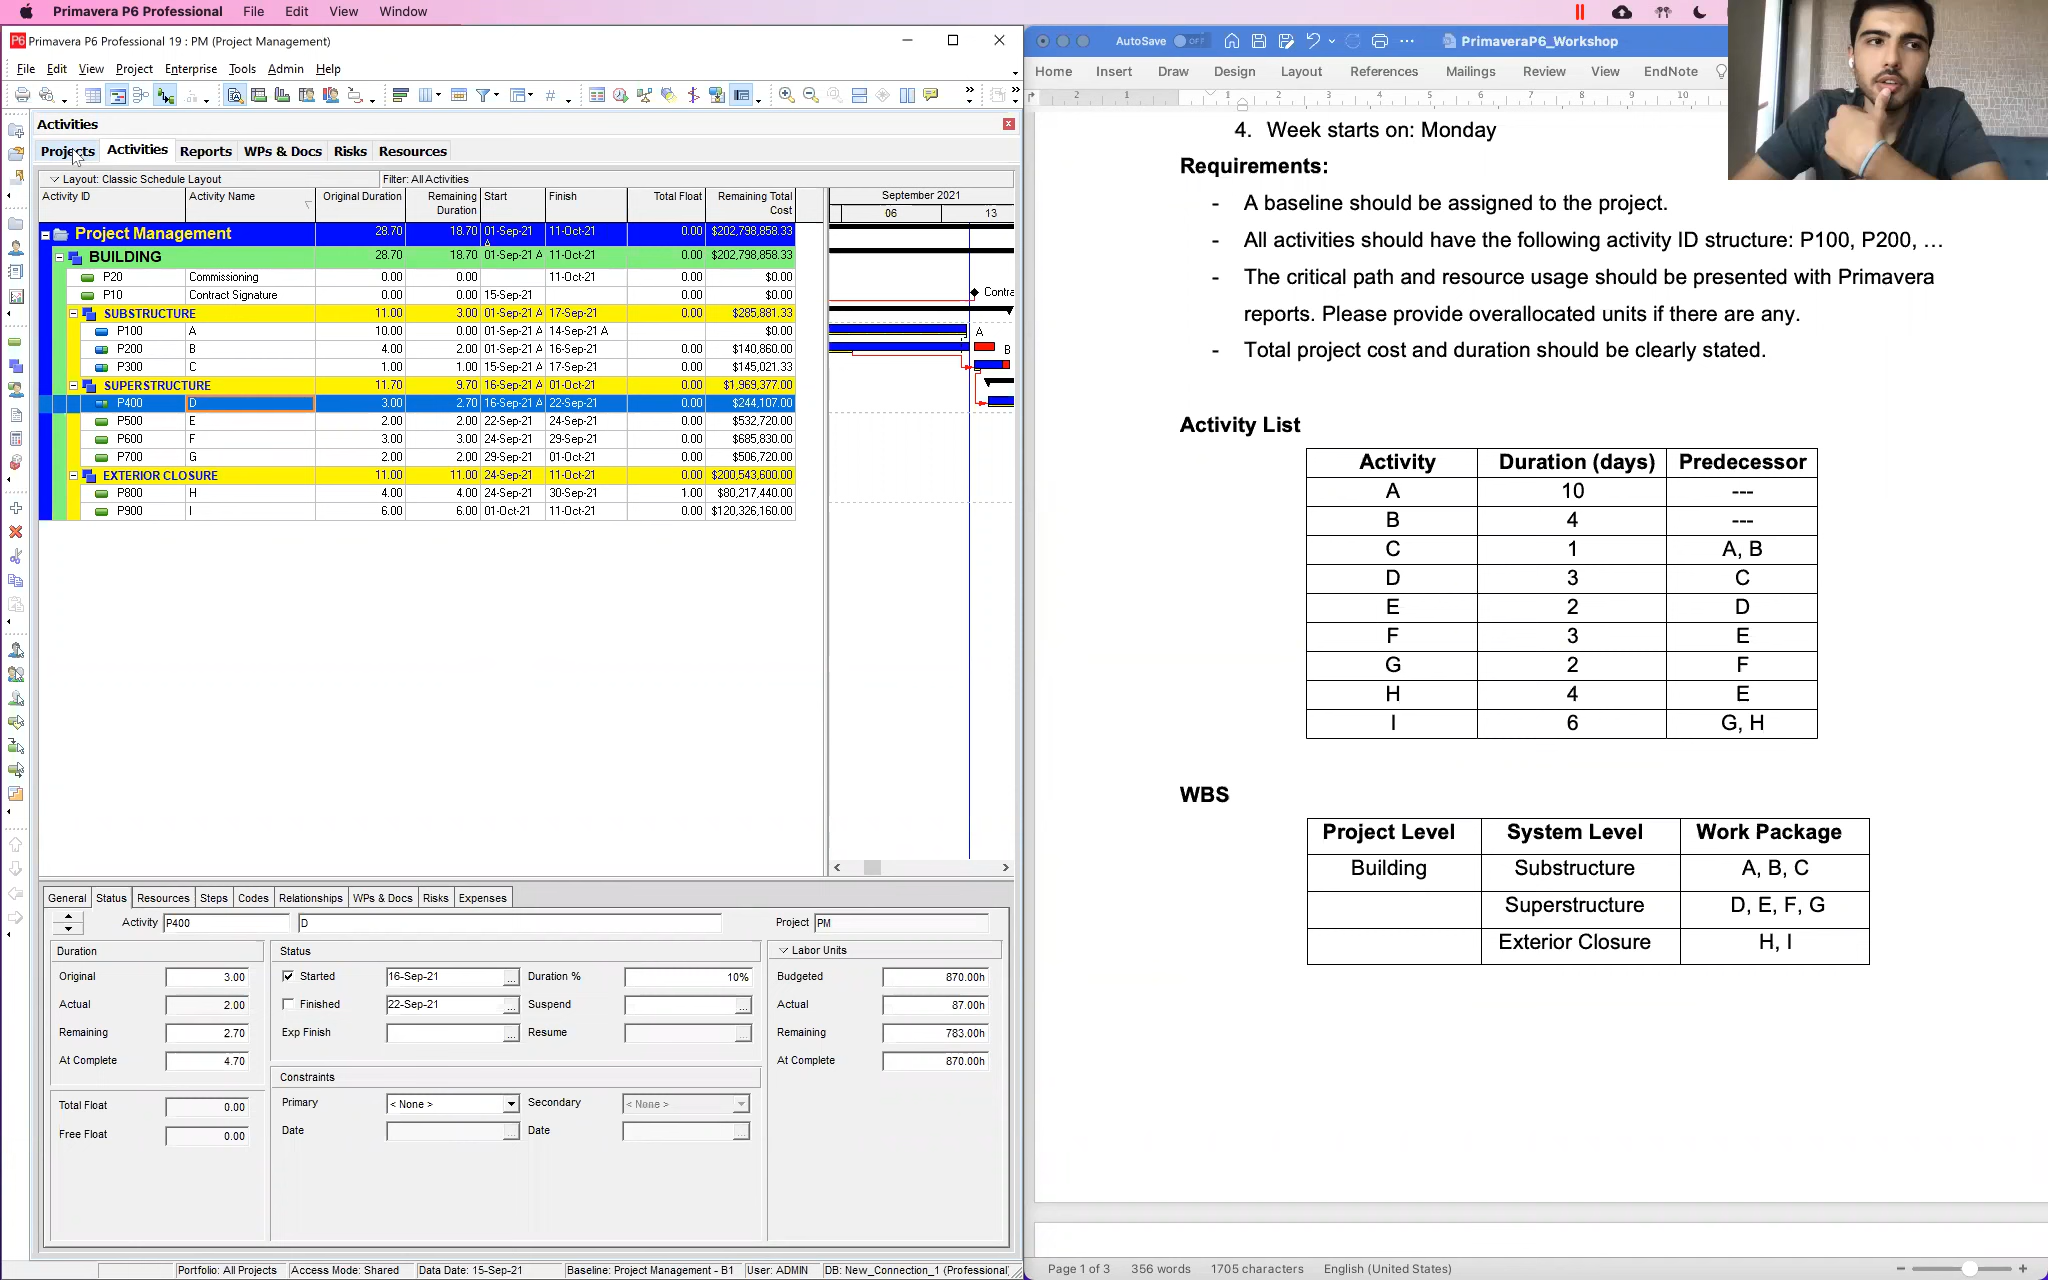 Primavera P6 Professional File Edit View Window
P6 Primavera P6 Professional 19 : PM (Project Management)
File Edit View Project Enterprise Tools Admin Help
Activities
Projects Activities Reports WPs & Docs Risks Resources
Layout: Classic Schedule Layout Filter: All Activities
Activity ID Activity Name Original Duration Remaining Duration Start Finish Total Float Remaining Total Cost September 2021
06 13
Project Management 28.70 18.70 01-Sep-21 A 11-Oct-21 0.00 $202,798,858.33
BUILDING 28.70 18.70 01-Sep-21 A 11-Oct-21 0.00 $202,798,858.33
P20 Commissioning 0.00 0.00 11-Oct-21 0.00 $0.00
P10 Contract Signature 0.00 0.00 15-Sep-21 0.00 $0.00 Contra
SUBSTRUCTURE 11.00 3.00 01-Sep-21 A 17-Sep-21 0.00 $285,881.33
P100 A 10.00 0.00 01-Sep-21 A 14-Sep-21 A $0.00 A
P200 B 4.00 2.00 01-Sep-21 A 16-Sep-21 0.00 $140,860.00 B
P300 C 1.00 1.00 15-Sep-21 A 17-Sep-21 0.00 $145,021.33
SUPERSTRUCTURE 11.70 9.70 16-Sep-21 A 01-Oct-21 0.00 $1,969,377.00
P400 D 3.00 2.70 16-Sep-21 A 22-Sep-21 0.00 $244,107.00
P500 E 2.00 2.00 22-Sep-21 24-Sep-21 0.00 $532,720.00
P600 F 3.00 3.00 24-Sep-21 29-Sep-21 0.00 $685,830.00
P700 G 2.00 2.00 29-Sep-21 01-Oct-21 0.00 $506,720.00
EXTERIOR CLOSURE 11.00 11.00 24-Sep-21 11-Oct-21 0.00 $200,543,600.00
P800 H 4.00 4.00 24-Sep-21 30-Sep-21 1.00 $80,217,440.00
P900 I 6.00 6.00 01-Oct-21 11-Oct-21 0.00 $120,326,160.00
General Status Resources Steps Codes Relationships WPs & Docs Risks Expenses
Activity P400 D Project PM
Duration Status Labor Units
Original 3.00 Started 16-Sep-21 Duration % 10% Budgeted 870.00h
Actual 2.00 Finished 22-Sep-21 Suspend Actual 87.00h
Remaining 2.70 Exp Finish Resume Remaining 783.00h
At Complete 4.70 At Complete 870.00h
Constraints
Total Float 0.00 Primary < None > Secondary < None >
Free Float 0.00 Date Date
Portfolio: All Projects Access Mode: Shared Data Date: 15-Sep-21 Baseline: Project Management - B1 User: ADMIN DB: New_Connection_1 (Professional
AutoSave OFF PrimaveraP6_Workshop
Home Insert Draw Design Layout References Mailings Review View EndNote
2 1 1 2 3 4 5 6 7 8 9 10
4. Week starts on: Monday
Requirements:
- A baseline should be assigned to the project.
- All activities should have the following activity ID structure: P100, P200, …
- The critical path and resource usage should be presented with Primavera
reports. Please provide overallocated units if there are any.
- Total project cost and duration should be clearly stated.
Activity List
Activity Duration (days) Predecessor
A 10 ---
B 4 ---
C 1 A, B
D 3 C
E 2 D
F 3 E
G 2 F
H 4 E
I 6 G, H
WBS
Project Level System Level Work Package
Building Substructure A, B, C
Superstructure D, E, F, G
Exterior Closure H, I
Page 1 of 3 356 words 1705 characters English (United States)